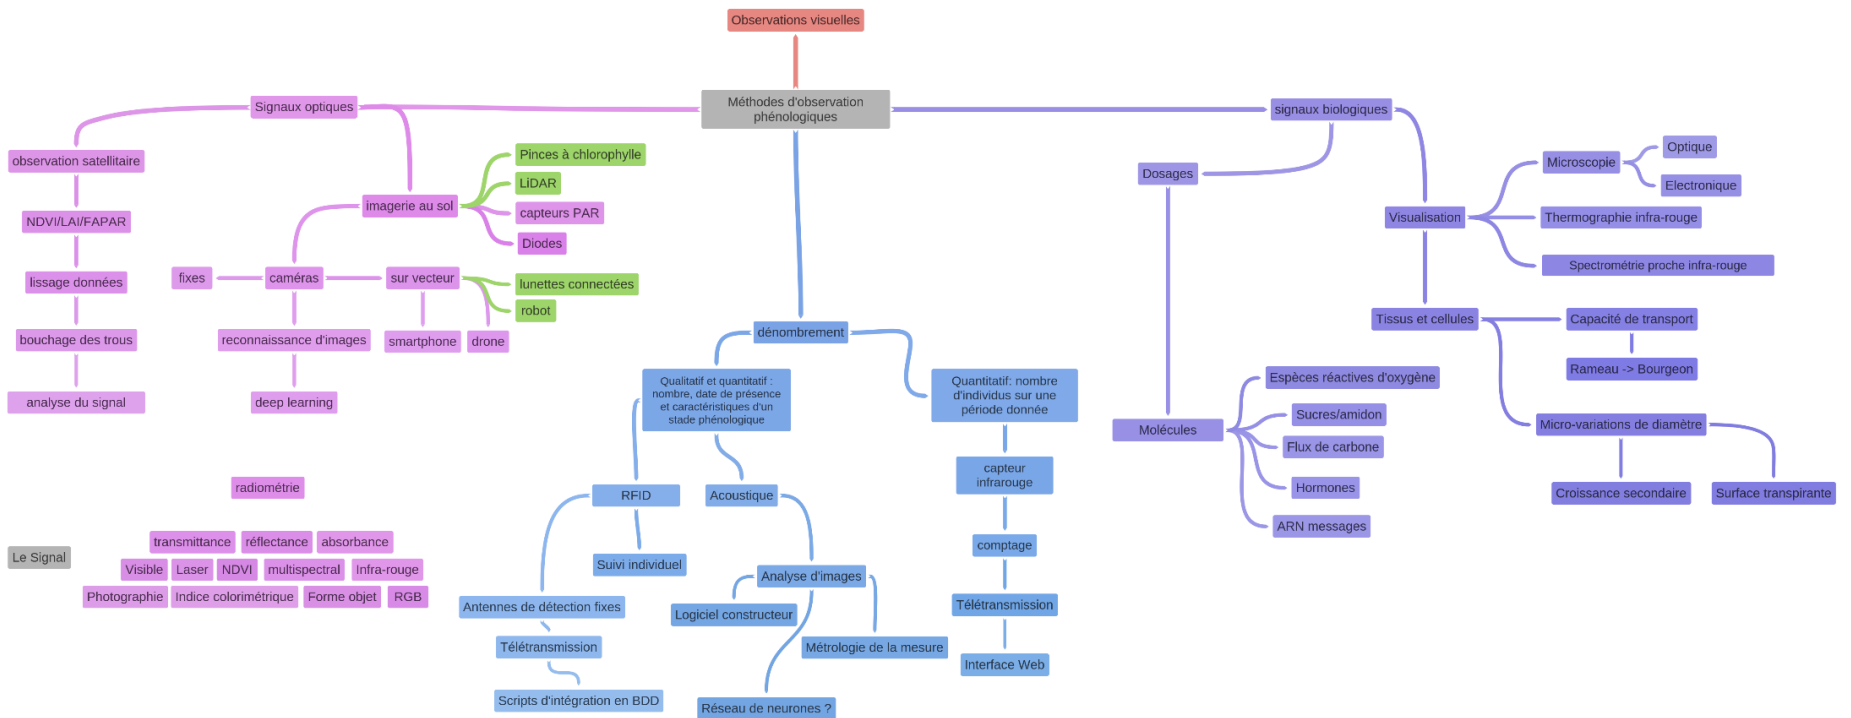 Observations visuelles
Méthodes d'observation
phénologiques
Signaux optiques
observation satellitaire
NDVI/LAI/FAPAR
lissage données
bouchage des trous
analyse du signal
imagerie au sol
Pinces à chlorophylle
LiDAR
capteurs PAR
Diodes
fixes
caméras
sur vecteur
lunettes connectées
robot
smartphone
drone
reconnaissance d'images
deep learning
dénombrement
Qualitatif et quantitatif :
nombre, date de présence
et caractéristiques d'un
stade phénologique
Quantitatif: nombre
d'individus sur une
période donnée
RFID
Acoustique
Suivi individuel
Antennes de détection fixes
Télétransmission
Scripts d'intégration en BDD
Analyse d'images
Logiciel constructeur
Métrologie de la mesure
Réseau de neurones ?
capteur
infrarouge
comptage
Télétransmission
Interface Web
signaux biologiques
Dosages
Molécules
Espèces réactives d'oxygène
Sucres/amidon
Flux de carbone
Hormones
ARN messages
Visualisation
Microscopie
Optique
Electronique
Thermographie infra-rouge
Spectrométrie proche infra-rouge
Tissus et cellules
Capacité de transport
Rameau -> Bourgeon
Micro-variations de diamètre
Croissance secondaire
Surface transpirante
radiométrie
Le Signal
transmittance
réflectance
absorbance
Visible
Laser
NDVI
multispectral
Infra-rouge
Photographie
Indice colorimétrique
Forme objet
RGB